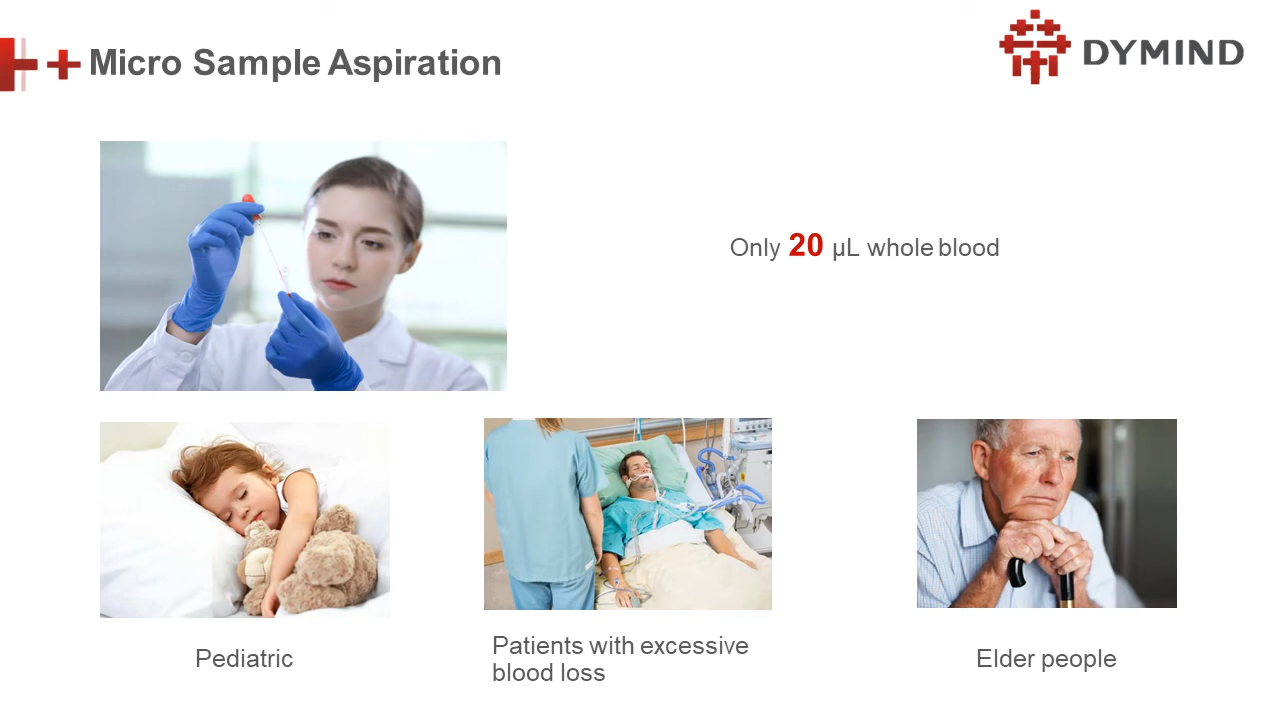 Micro Sample Aspiration
DYMIND
Only 20 µL whole blood
Pediatric
Patients with excessive
blood loss
Elder people